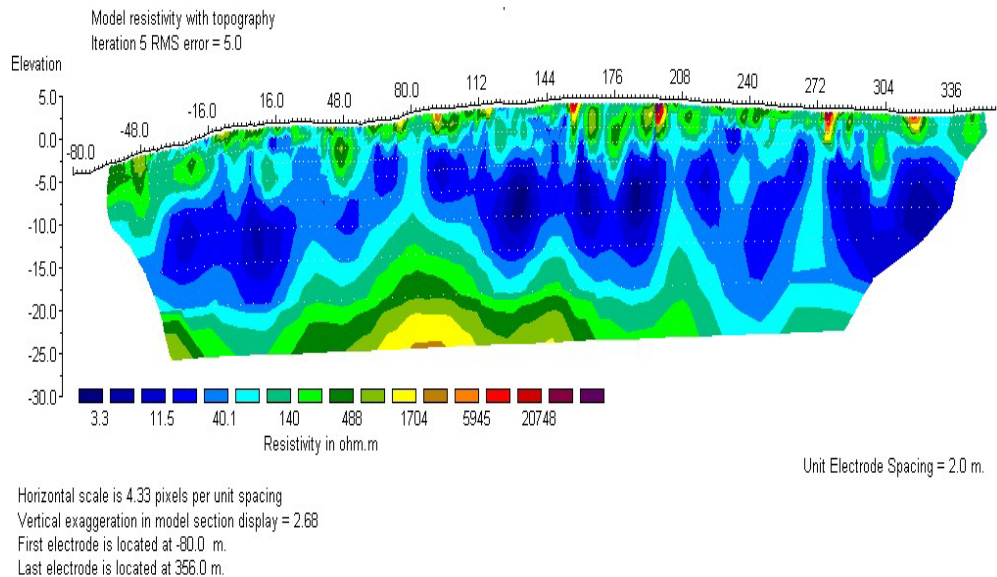 Model resistivity with topography
Iteration 5 RMS error = 5.0
Elevation
5.0
0.0
-5.0
-10.0
-15.0
-20.0
-25.0
-30.0
-80.0
-48.0
-16.0
16.0
48.0
80.0
112
144
176
208
240
272
304
336
3.3 11.5 40.1 140 488 1704 5945 20748
Resistivity in ohm.m
Unit Electrode Spacing = 2.0 m.
Horizontal scale is 4.33 pixels per unit spacing
Vertical exaggeration in model section display = 2.68
First electrode is located at -80.0 m.
Last electrode is located at 356.0 m.